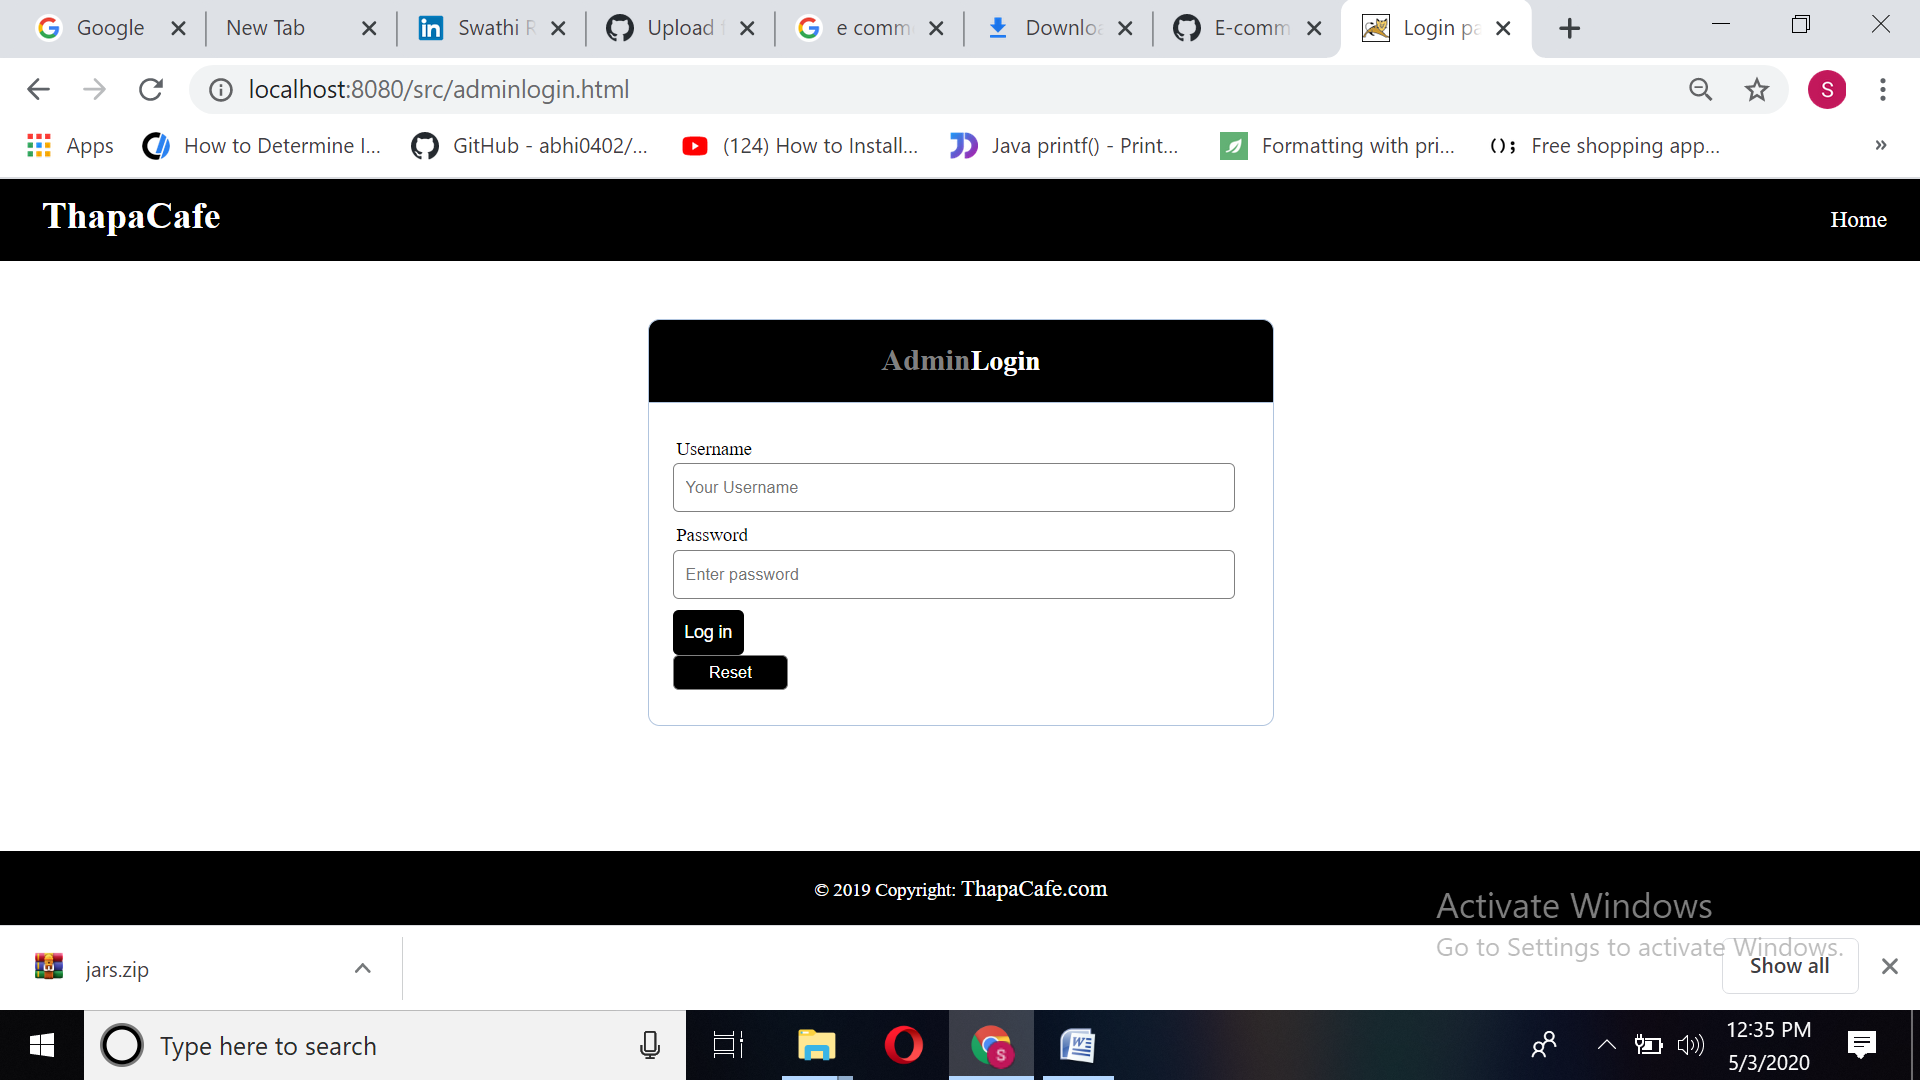 Google
New Tab
Swathi R
Upload
e comm
Downlo
E-comm
Login pa
localhost:8080/src/adminlogin.html
S
Apps
How to Determine I...
GitHub - abhi0402/...
(124) How to Install...
Java printf() - Print...
Formatting with pri...
Free shopping app...
»
ThapaCafe
Home
AdminLogin
Username
Your Username
Password
Enter password
Log in
Reset
© 2019 Copyright: ThapaCafe.com
Activate Windows
Go to Settings to activate Windows.
jars.zip
Show all
Type here to search
12:35 PM
5/3/2020